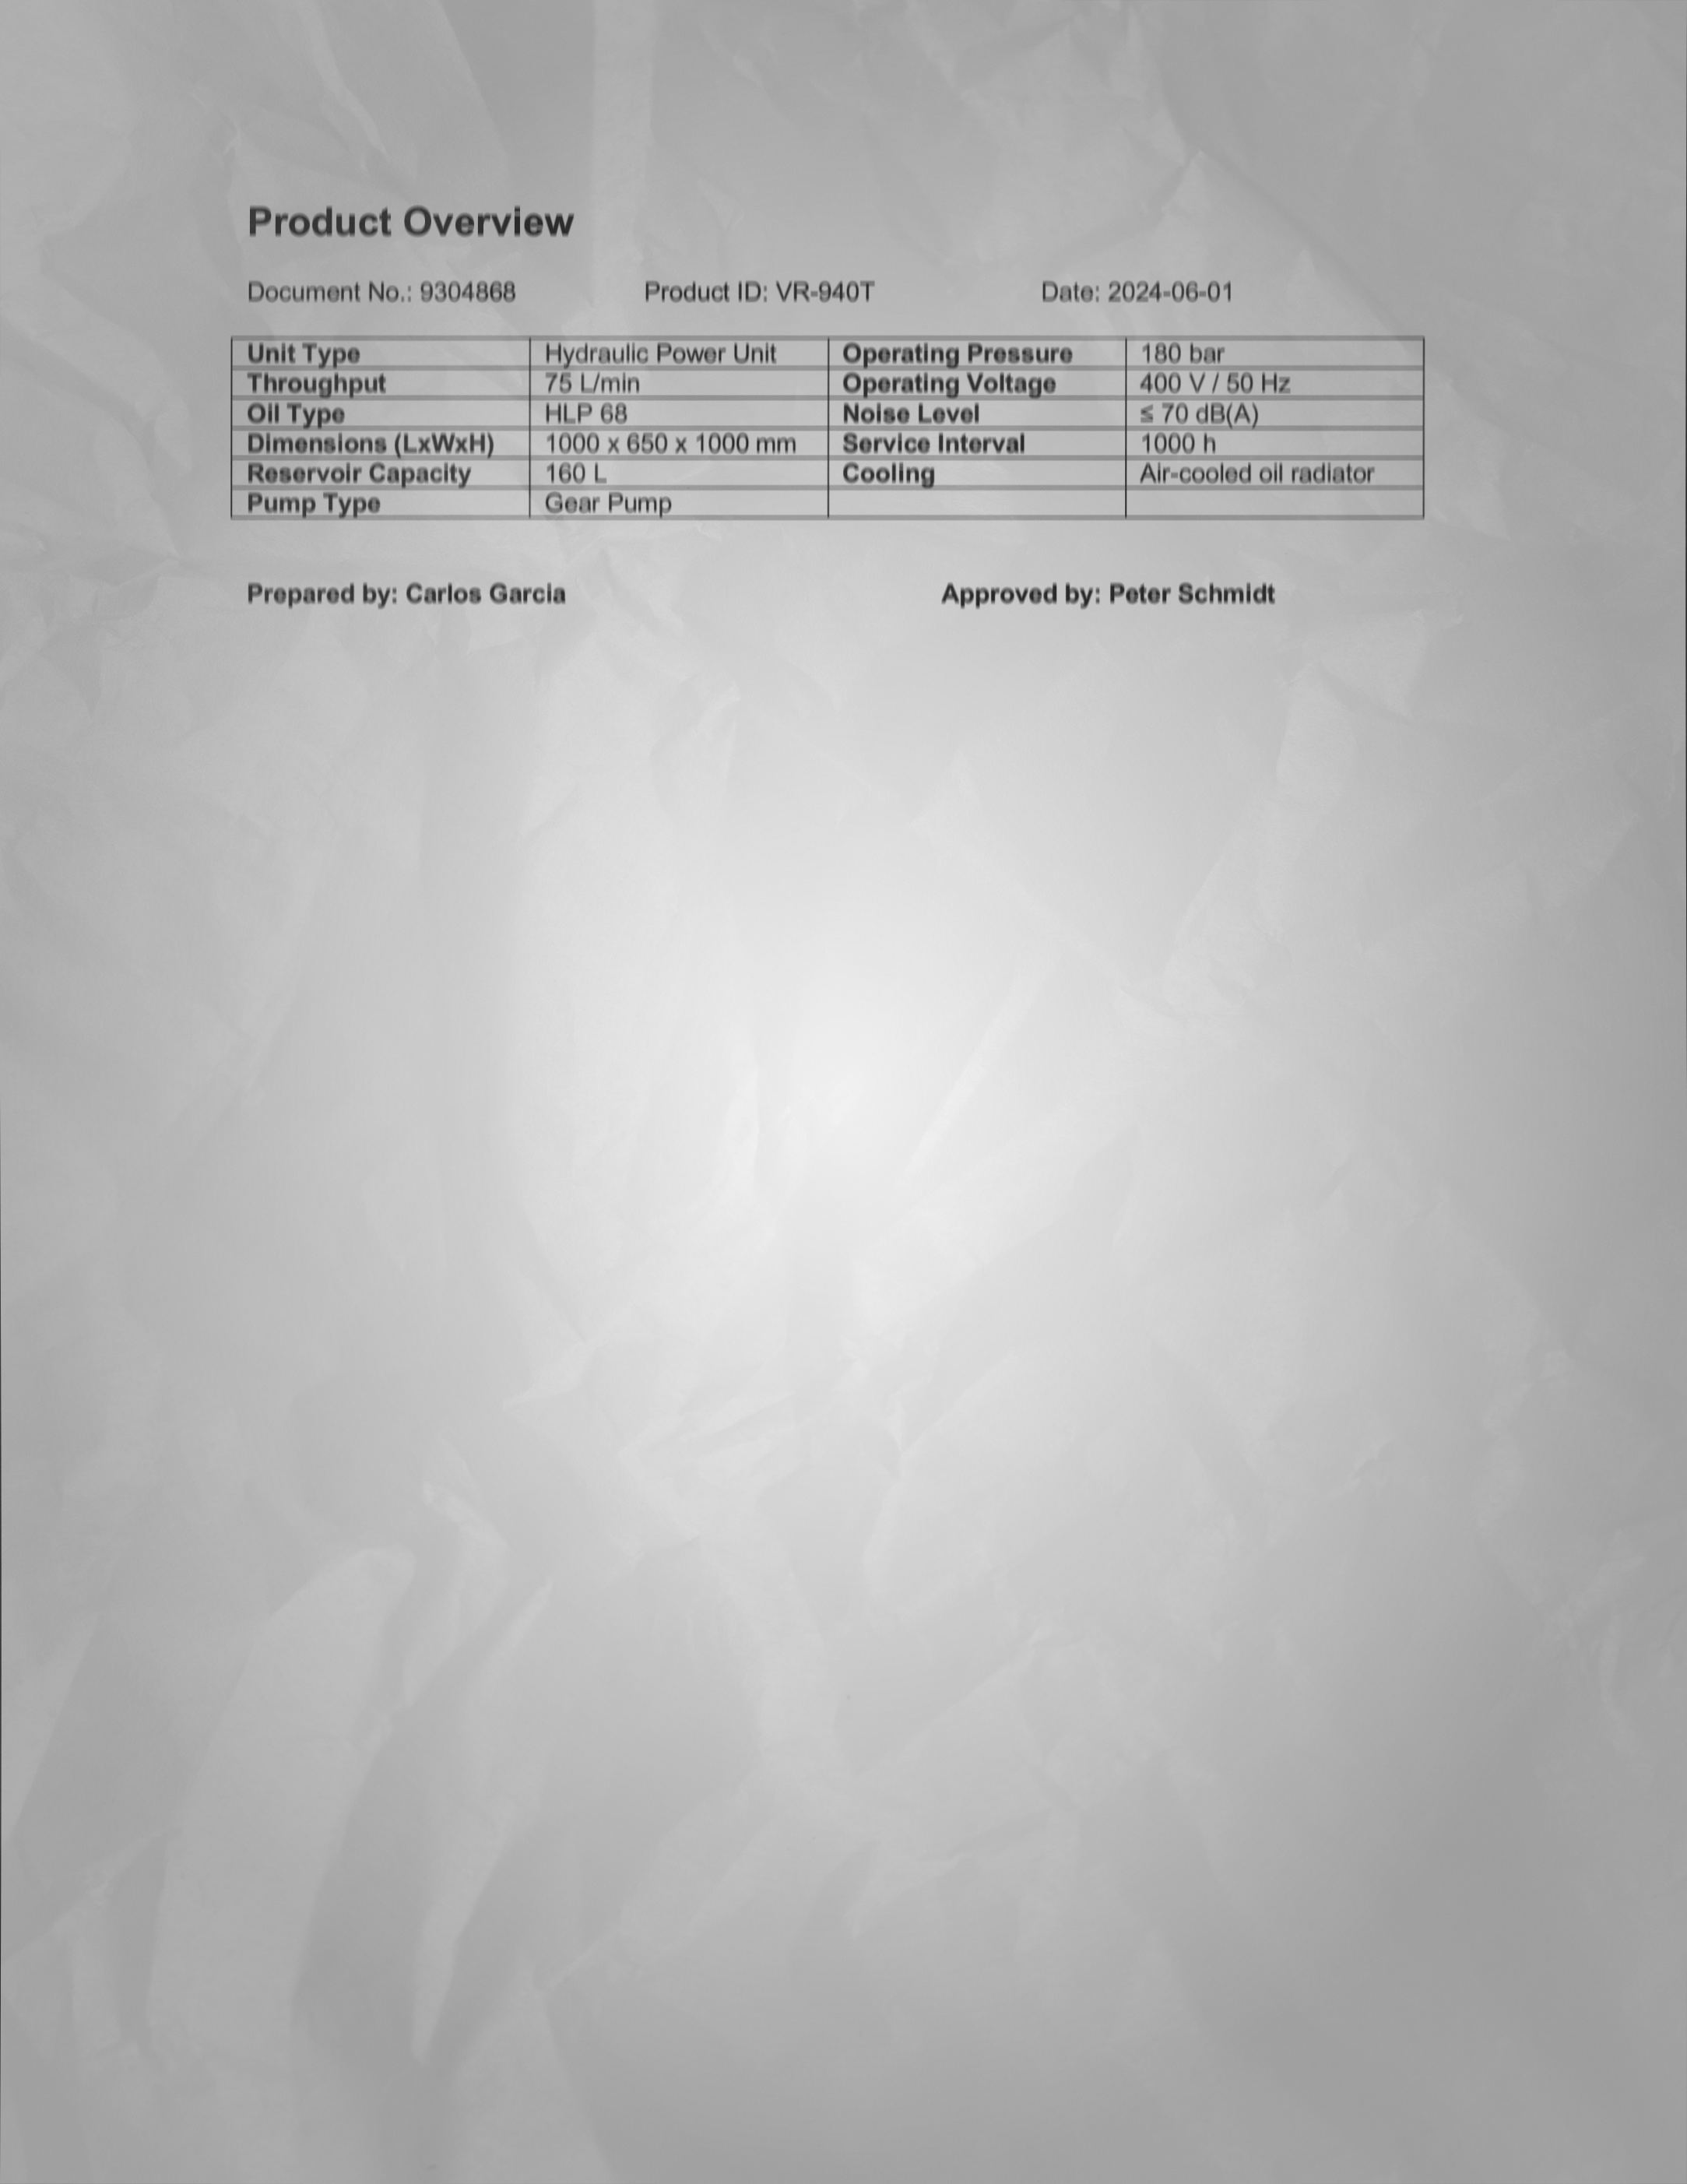 Product Overview
Document No.: 9304868 Product ID: VR-940T Date: 2024-06-01
Unit Type Hydraulic Power Unit Operating Pressure 180 bar
Throughput 75 L/min Operating Voltage 400 V / 50 Hz
Oil Type HLP 68 Noise Level ≤ 70 dB(A)
Dimensions (LxWxH) 1000 x 650 x 1000 mm Service Interval 1000 h
Reservoir Capacity 160 L Cooling Air-cooled oil radiator
Pump Type Gear Pump
Prepared by: Carlos Garcia Approved by: Peter Schmidt